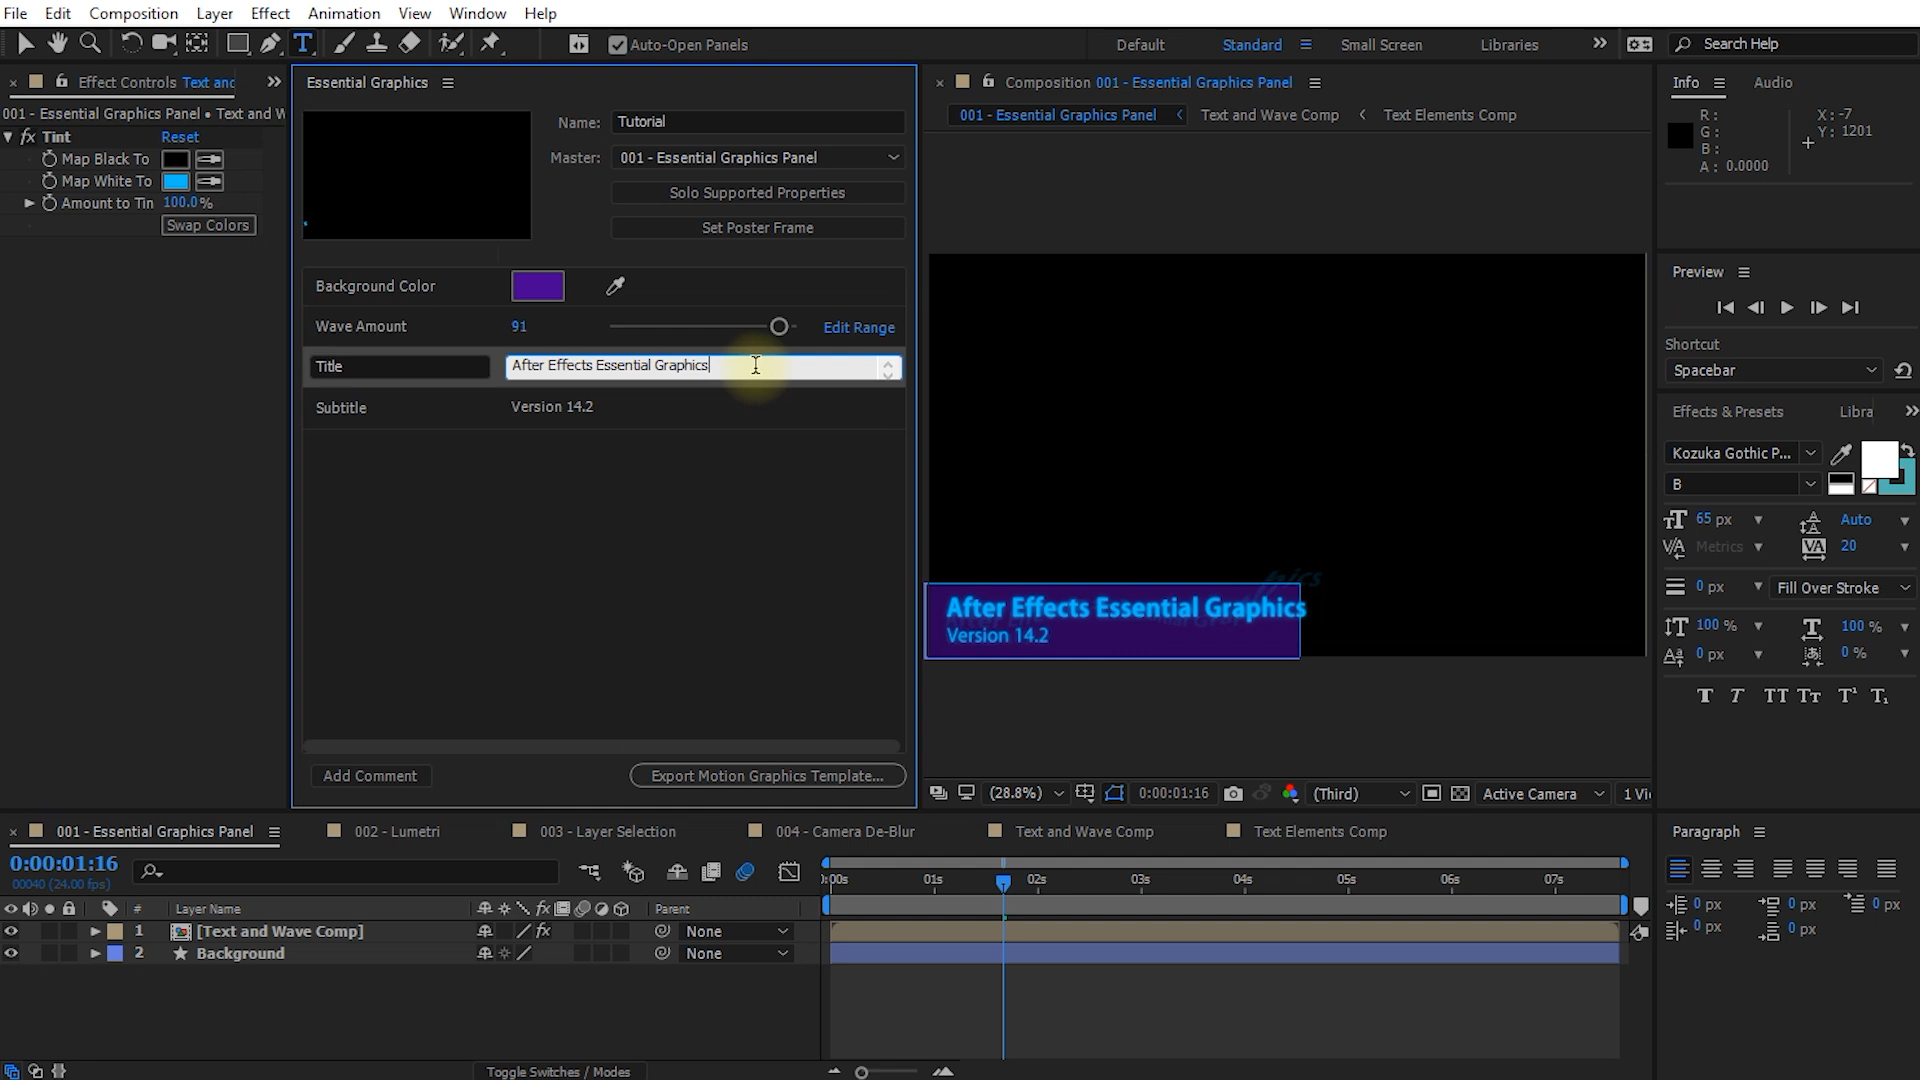 File Edit Composition Layer Effect Animation View Window Help
Auto-Open Panels
Default Standard Small Screen Libraries
Search Help
Effect Controls Text and
001 - Essential Graphics Panel • Text and W
fx Tint Reset
Map Black To
Map White To
Amount to Tin 100.0%
Swap Colors
Essential Graphics
Name: Tutorial
Master: 001 - Essential Graphics Panel
Solo Supported Properties
Set Poster Frame
Background Color
Wave Amount 91 Edit Range
Title After Effects Essential Graphics
Subtitle Version 14.2
Add Comment Export Motion Graphics Template...
Composition 001 - Essential Graphics Panel
001 - Essential Graphics Panel Text and Wave Comp Text Elements Comp
After Effects Essential Graphics
Version 14.2
(28.8%) 0:00:01:16 (Third) Active Camera 1 Vi
Info Audio
R: X: -7
G: Y: 1201
B:
A: 0.0000
Preview
Shortcut
Spacebar
Effects & Presets Libra
Kozuka Gothic P...
B
65 px Auto
Metrics 20
0 px Fill Over Stroke
100 % 100 %
0 px 0 %
T T TT Tt T¹ T₁
001 - Essential Graphics Panel 002 - Lumetri 003 - Layer Selection 004 - Camera De-Blur Text and Wave Comp Text Elements Comp
0:00:01:16
00040 (24.00 fps)
# Layer Name fx Parent
1 [Text and Wave Comp] fx None
2 Background None
:00s 01s 02s 03s 04s 05s 06s 07s
Toggle Switches / Modes
Paragraph
0 px 0 px 0 px
0 px 0 px